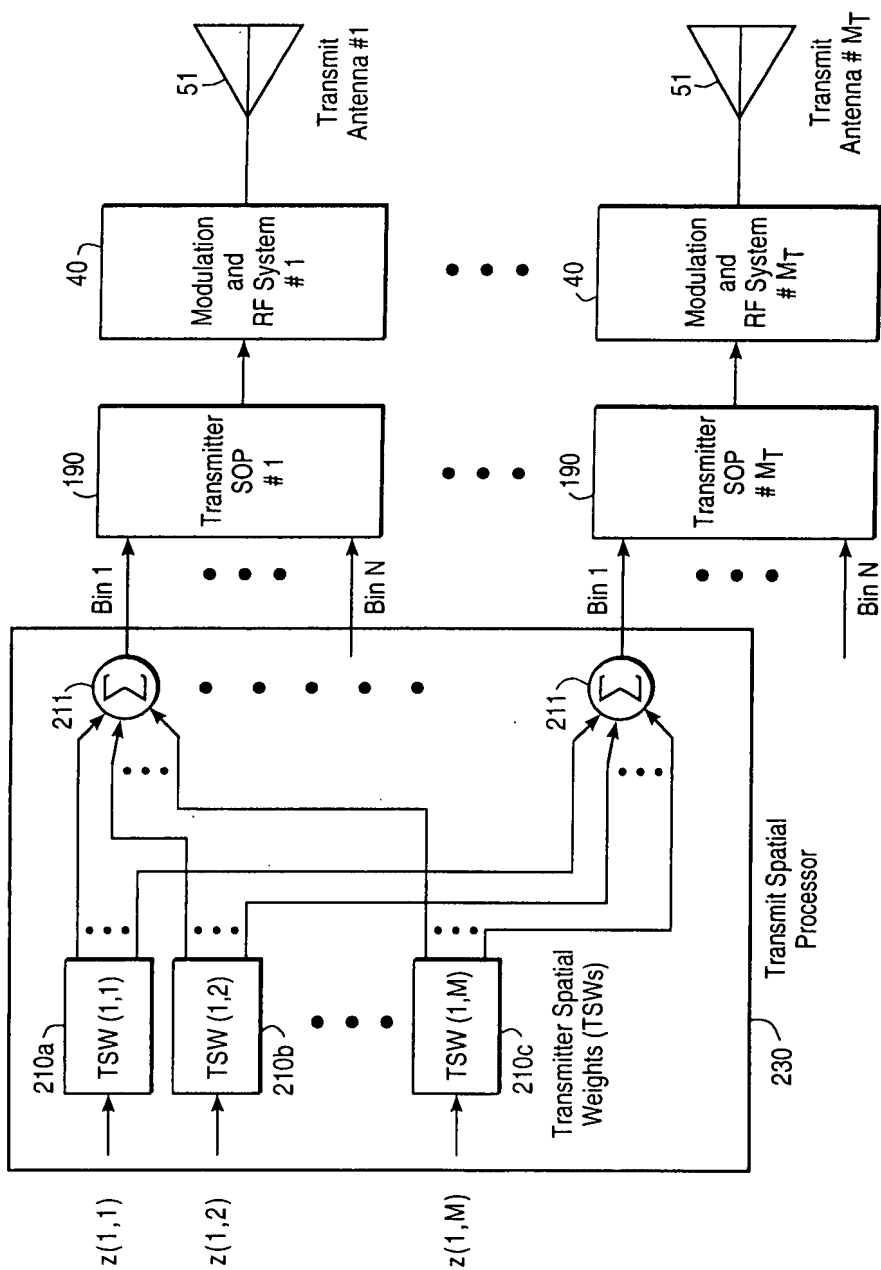 z(1,1)
z(1,2)
z(1,M)
210a
TSW (1,1)
TSW (1,2)
210b
TSW (1,M)
210c
Transmitter Spatial
Weights (TSWs)
211
Σ
211
Σ
Transmit Spatial
Processor
230
Bin 1
Bin N
Bin 1
Bin N
190
Transmitter
SOP
# 1
190
Transmitter
SOP
# MT
40
Modulation
and
RF System
# 1
40
Modulation
and
RF System
# MT
51
Transmit
Antenna #1
51
Transmit
Antenna # MT